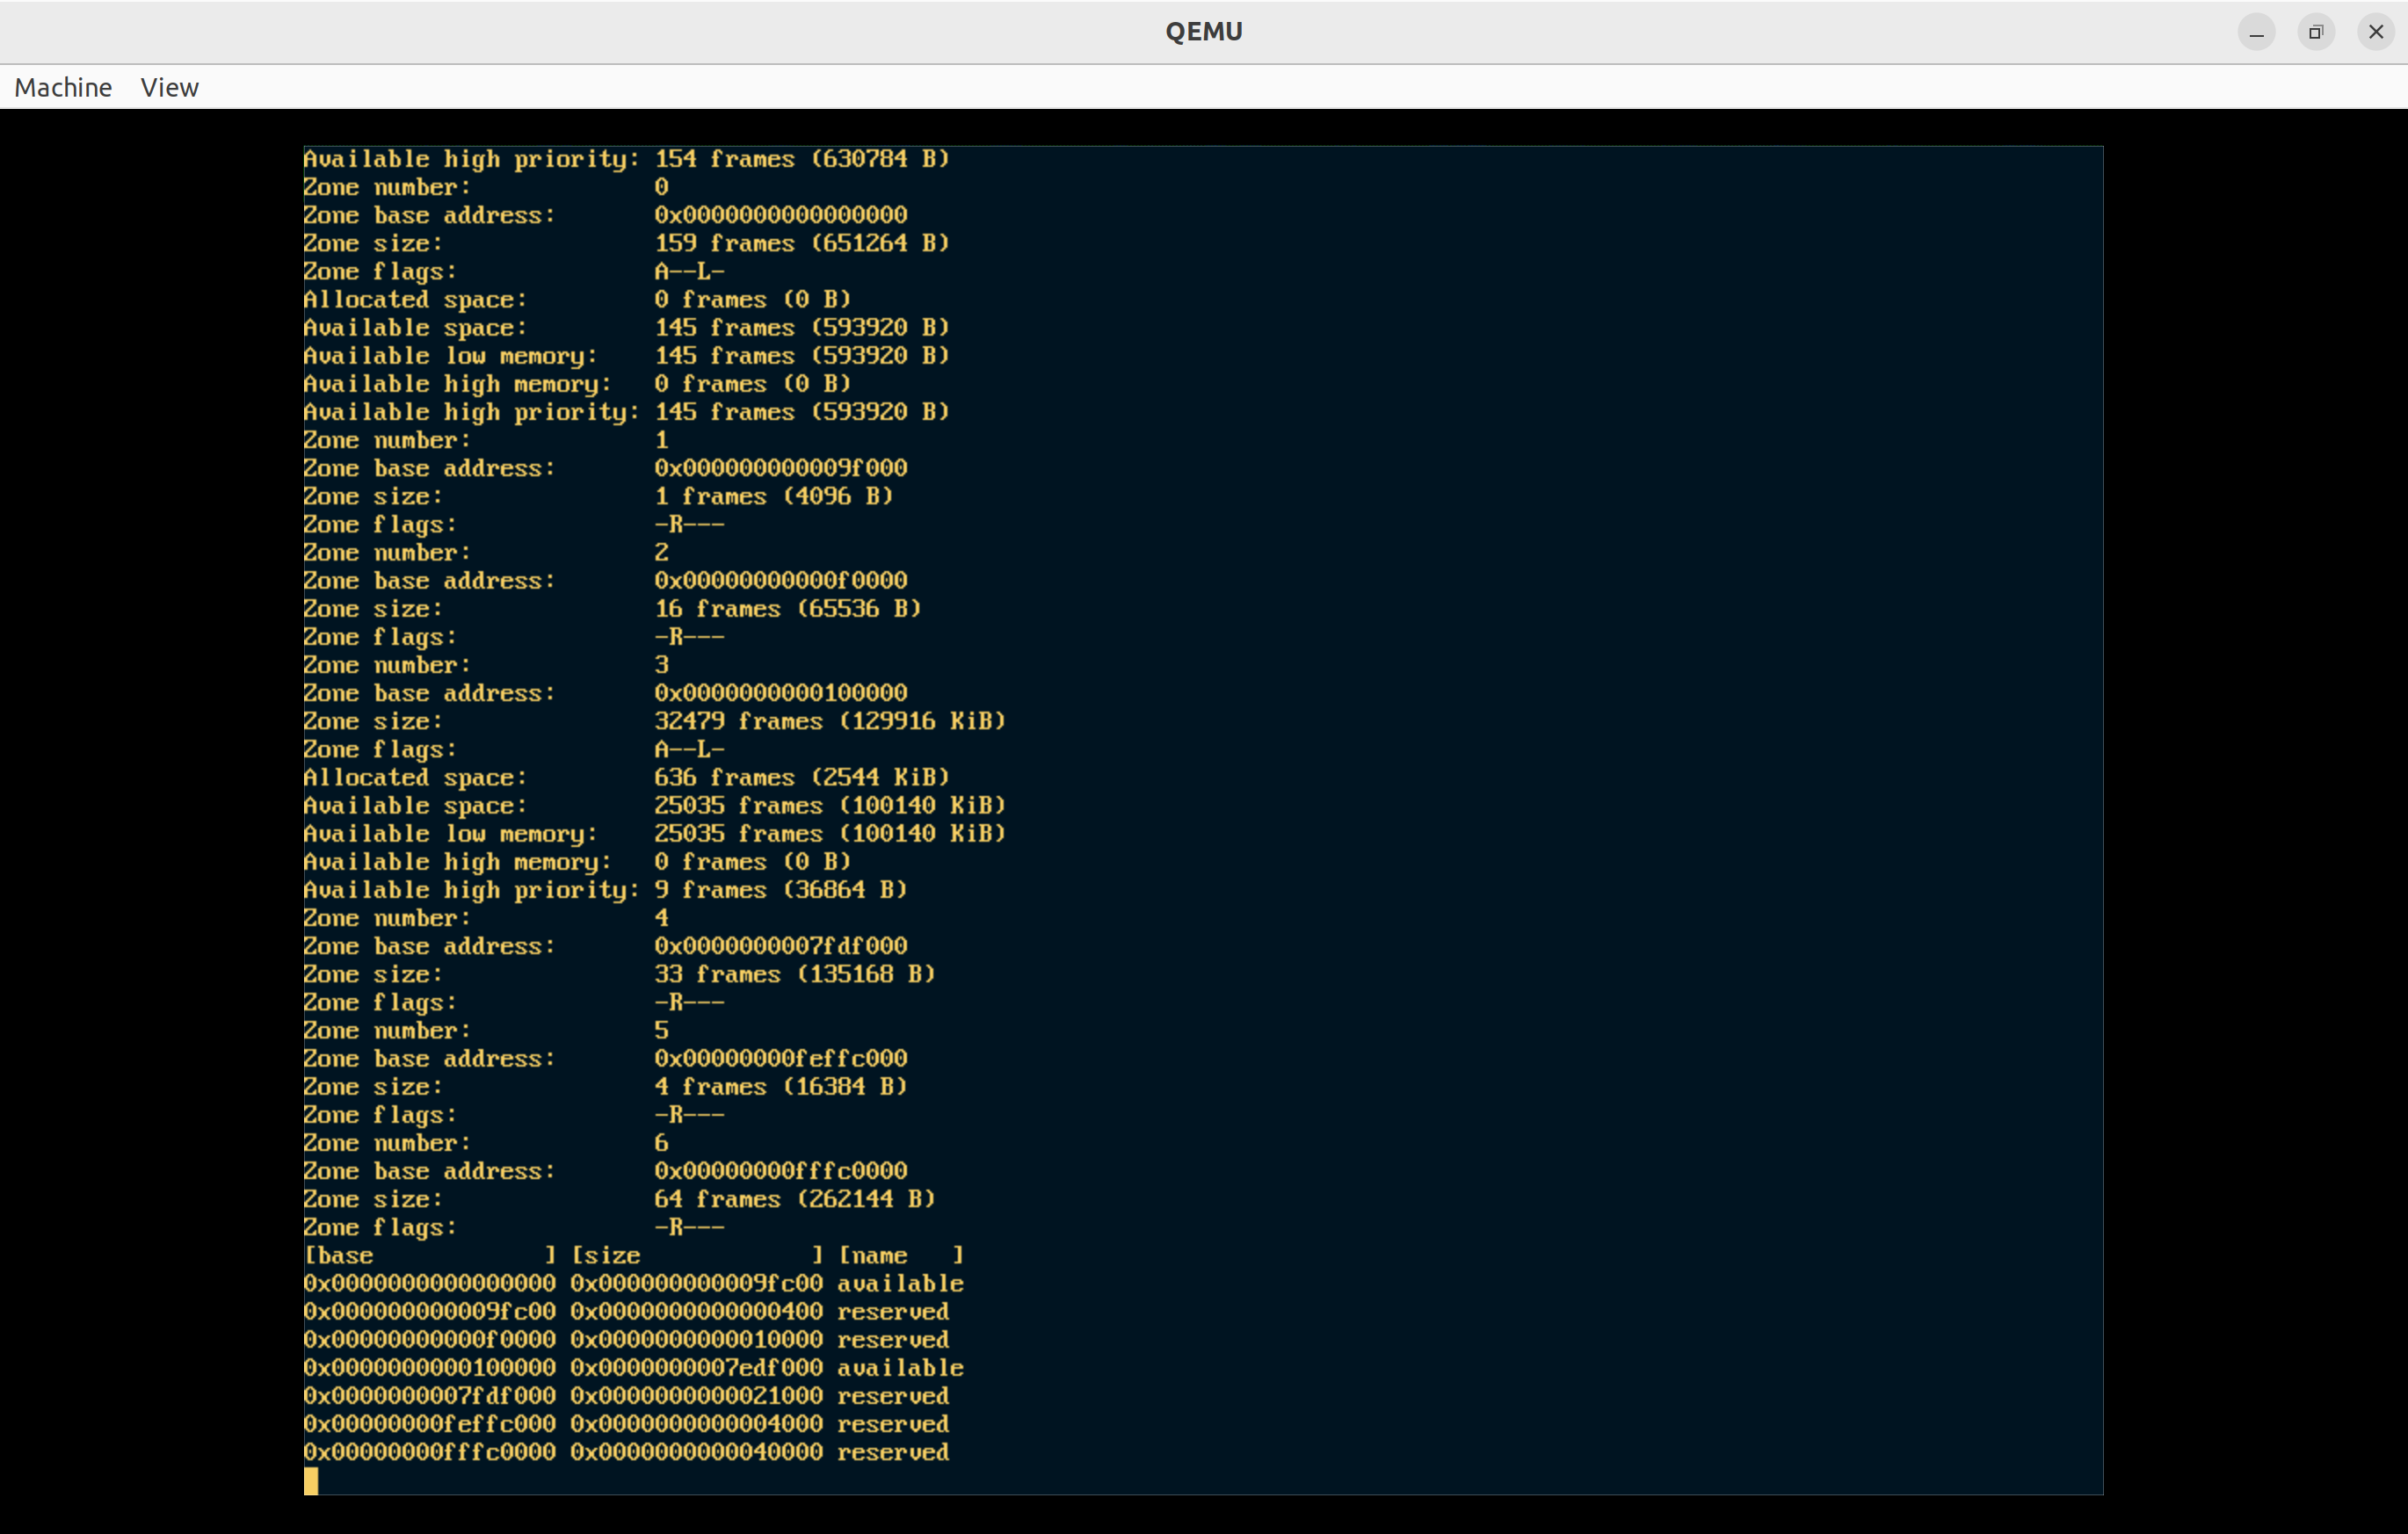 QEMU
Machine View
Available high priority: 154 frames (630784 B)
Zone number: 0
Zone base address: 0x0000000000000000
Zone size: 159 frames (651264 B)
Zone flags: A--L-
Allocated space: 0 frames (0 B)
Available space: 145 frames (593920 B)
Available low memory: 145 frames (593920 B)
Available high memory: 0 frames (0 B)
Available high priority: 145 frames (593920 B)
Zone number: 1
Zone base address: 0x000000000009f000
Zone size: 1 frames (4096 B)
Zone flags: -R---
Zone number: 2
Zone base address: 0x00000000000f0000
Zone size: 16 frames (65536 B)
Zone flags: -R---
Zone number: 3
Zone base address: 0x0000000000100000
Zone size: 32479 frames (129916 KiB)
Zone flags: A--L-
Allocated space: 636 frames (2544 KiB)
Available space: 25035 frames (100140 KiB)
Available low memory: 25035 frames (100140 KiB)
Available high memory: 0 frames (0 B)
Available high priority: 9 frames (36864 B)
Zone number: 4
Zone base address: 0x0000000007fdf000
Zone size: 33 frames (135168 B)
Zone flags: -R---
Zone number: 5
Zone base address: 0x00000000feffc000
Zone size: 4 frames (16384 B)
Zone flags: -R---
Zone number: 6
Zone base address: 0x00000000fffc0000
Zone size: 64 frames (262144 B)
Zone flags: -R---
[base ] [size ] [name ]
0x0000000000000000 0x000000000009fc00 available
0x000000000009fc00 0x0000000000000400 reserved
0x00000000000f0000 0x0000000000010000 reserved
0x0000000000100000 0x0000000007edf000 available
0x0000000007fdf000 0x0000000000021000 reserved
0x00000000feffc000 0x0000000000004000 reserved
0x00000000fffc0000 0x0000000000040000 reserved